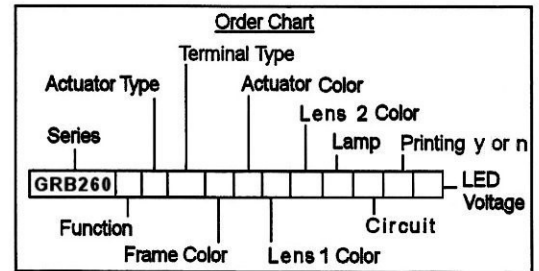 Order Chart
Terminal Type
Actuator Type Actuator Color
Lens 2 Color
Series Lamp Printing y or n
GRB260 LED
Voltage
Function Circuit
Frame Color Lens 1 Color